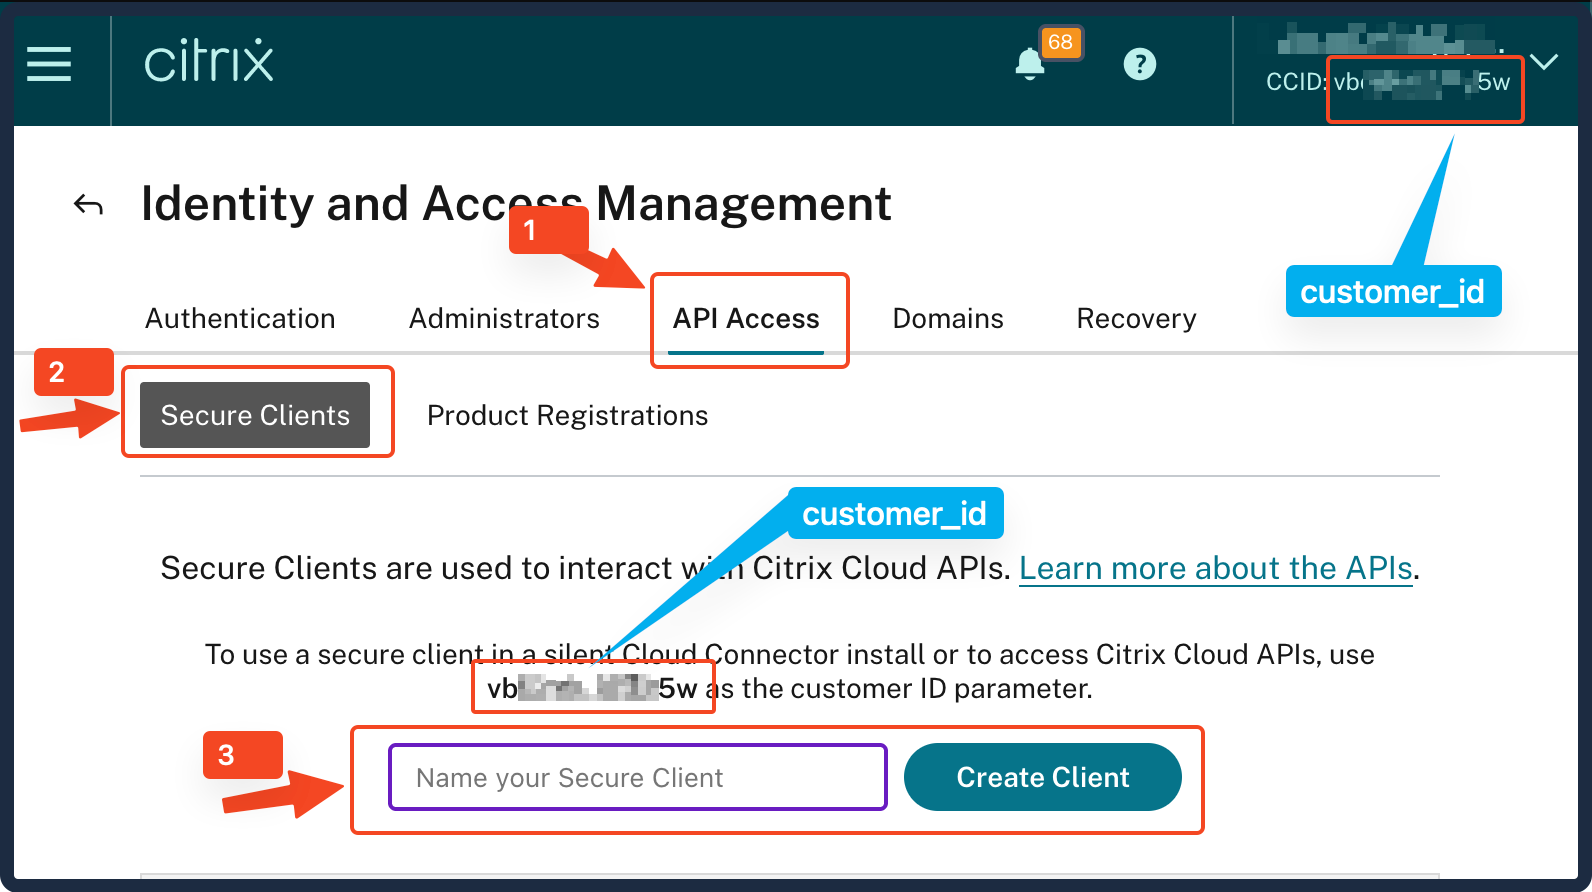 citrix
68
?
CCID: vb 5w
customer_id
Identity and Access Management
1
Authentication
Administrators
API Access
Domains
Recovery
2
Secure Clients
Product Registrations
customer_id
Secure Clients are used to interact with Citrix Cloud APIs. Learn more about the APIs.
To use a secure client in a silent Cloud Connector install or to access Citrix Cloud APIs, use
vb 5w as the customer ID parameter.
3
Name your Secure Client
Create Client